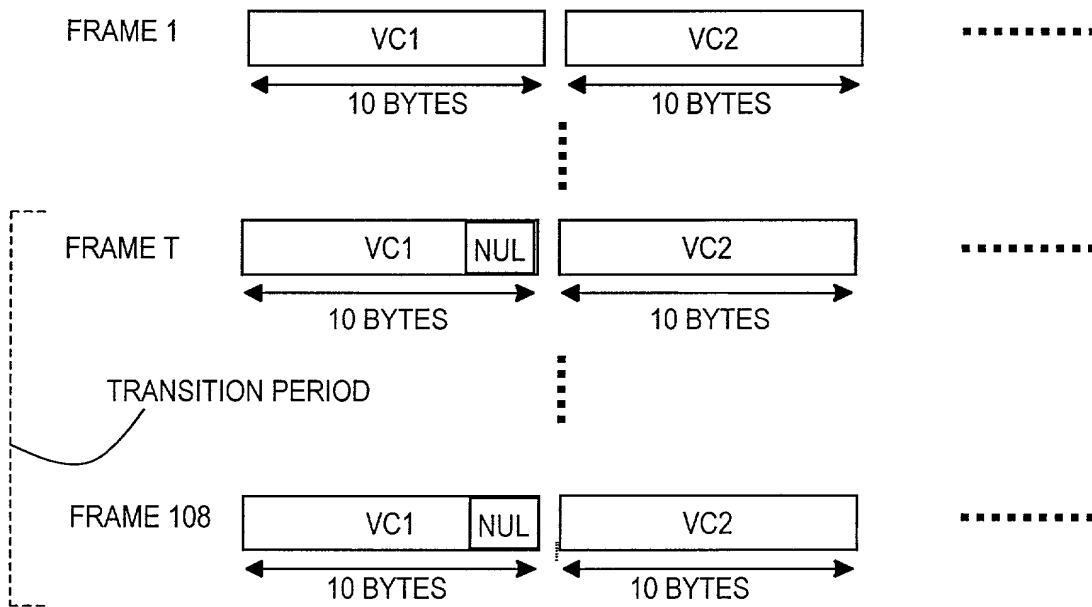 FRAME 1 VC1 VC2
10 BYTES 10 BYTES
FRAME T VC1 NUL VC2
10 BYTES 10 BYTES
TRANSITION PERIOD
FRAME 108 VC1 NUL VC2
10 BYTES 10 BYTES